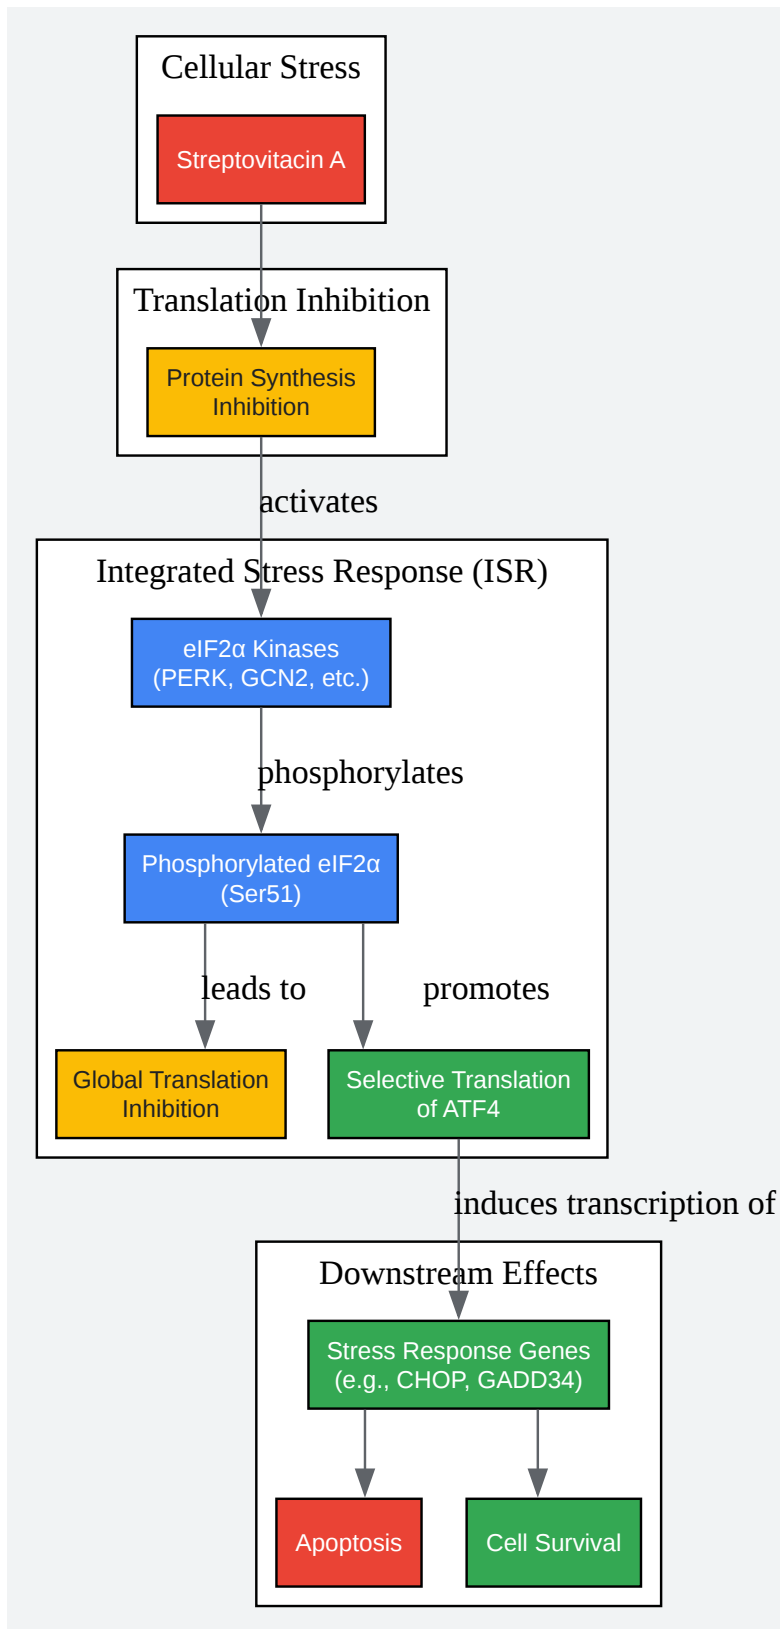 Cellular Stress
Streptovitacin A
Translation Inhibition
Protein Synthesis
Inhibition
activates
Integrated Stress Response (ISR)
eIF2α Kinases
(PERK, GCN2, etc.)
phosphorylates
Phosphorylated eIF2α
(Ser51)
leads to
promotes
Global Translation
Inhibition
Selective Translation
of ATF4
induces transcription of
Downstream Effects
Stress Response Genes
(e.g., CHOP, GADD34)
Apoptosis
Cell Survival